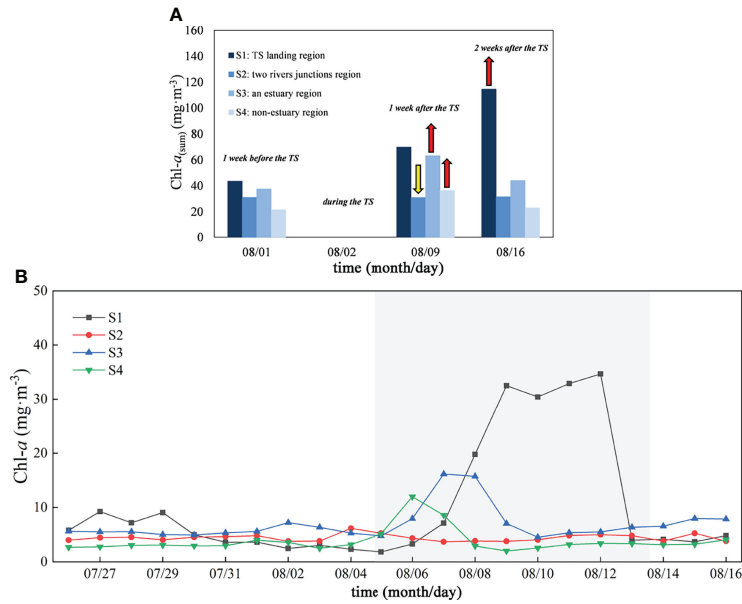 A
160
140
120
100
80
60
40
20
0
Chl-a(sum) (mg·m-3)
S1: TS landing region
S2: two rivers junctions region
S3: an estuary region
S4: non-estuary region
1 week before the TS
during the TS
1 week after the TS
2 weeks after the TS
08/01 08/02 08/09 08/16
time (month/day)
B
50
40
30
20
10
0
Chl-a (mg·m-3)
S1
S2
S3
S4
07/27 07/29 07/31 08/02 08/04 08/06 08/08 08/10 08/12 08/14 08/16
time (month/day)